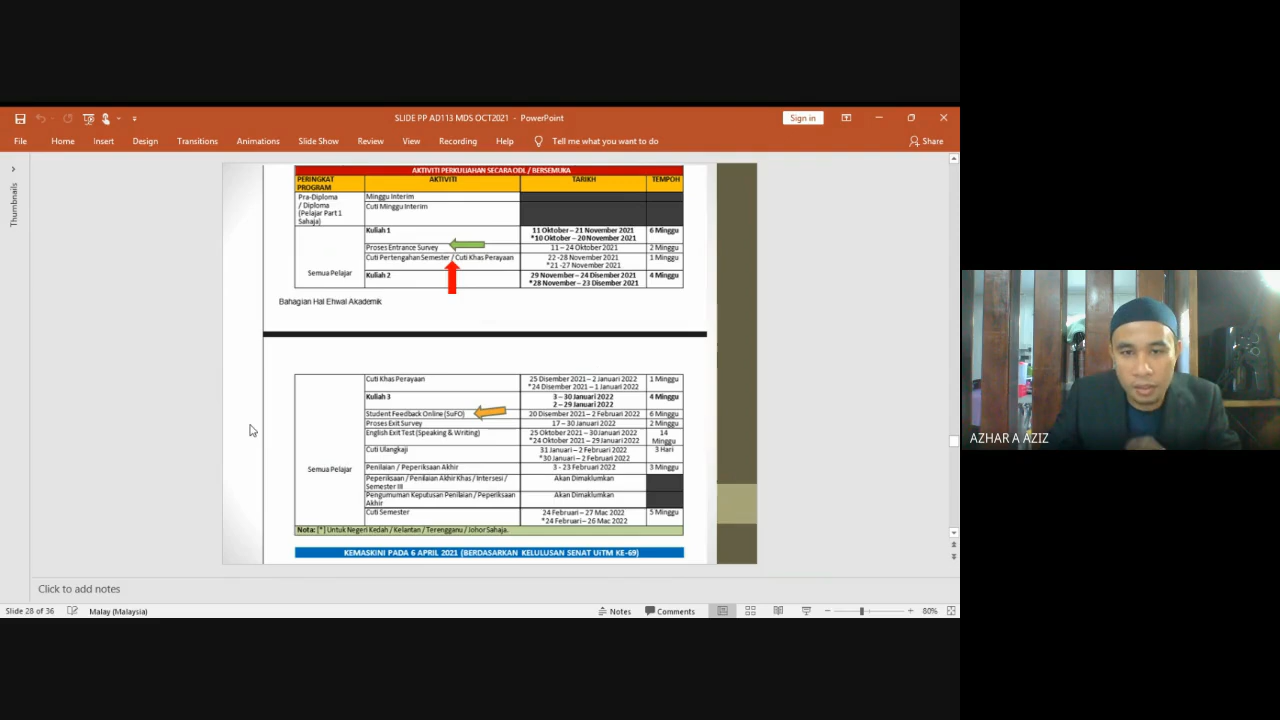 SLIDE PP AD113 MDS OCT2021 - PowerPoint
Sign in
File Home Insert Design Transitions Animations Slide Show Review View Recording Help Tell me what you want to do Share
Thumbnails
AKTIVITI PERKULIAHAN SECARA ODL / BERSEMUKA
PERINGKAT PROGRAM AKTIVITI TARIKH TEMPOH
Pra-Diploma
/ Diploma
(Pelajar Part 1
Sahaja)
Minggu Interim
Cuti Minggu Interim
Semua Pelajar
Kuliah 1 11 Oktober – 21 November 2021 6 Minggu
*10 Oktober – 20 November 2021
Proses Entrance Survey 11 – 24 Oktober 2021 2 Minggu
Cuti Pertengahan Semester / Cuti Khas Perayaan 22 -28 November 2021 1 Minggu
*21 -27 November 2021
Kuliah 2 29 November – 24 Disember 2021 4 Minggu
*28 November – 23 Disember 2021
Bahagian Hal Ehwal Akademik
Cuti Khas Perayaan 25 Disember 2021 – 2 Januari 2022 1 Minggu
*24 Disember 2021 – 1 Januari 2022
Kuliah 3 3 – 30 Januari 2022 4 Minggu
2 – 29 Januari 2022
Student Feedback Online (SuFO) 20 Disember 2021 – 2 Februari 2022 6 Minggu
Proses Exit Survey 17 – 30 Januari 2022 2 Minggu
English Exit Test (Speaking & Writing) 25 Oktober 2021 – 30 Januari 2022 14 Minggu
*24 Oktober 2021 – 29 Januari 2022
Cuti Ulangkaji 31 Januari – 2 Februari 2022 3 Hari
*30 Januari – 2 Februari 2022
Semua Pelajar
Penilaian / Peperiksaan Akhir 3 - 23 Februari 2022 3 Minggu
Peperiksaan / Penilaian Akhir Khas / Intersesi / Semester III Akan Dimaklumkan
Pengumuman Keputusan Penilaian / Peperiksaan Akhir Akan Dimaklumkan
Cuti Semester 24 Februari – 27 Mac 2022 5 Minggu
*24 Februari – 26 Mac 2022
Nota: [*] Untuk Negeri Kedah / Kelantan / Terengganu / Johor Sahaja.
KEMASKINI PADA 6 APRIL 2021 (BERDASARKAN KELULUSAN SENAT UiTM KE-69)
Click to add notes
Slide 28 of 36 Malay (Malaysia) Notes Comments 80%
AZHAR A AZIZ